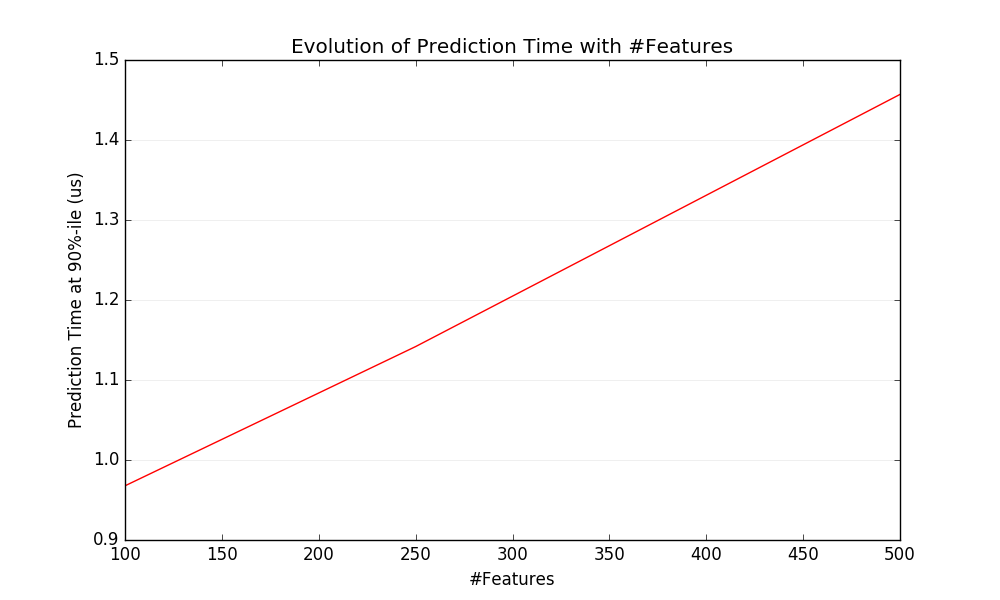 Evolution of Prediction Time with #Features
1.5
1.4
1.3
1.2
1.1
1.0
0.9
Prediction Time at 90%-ile (us)
100 150 200 250 300 350 400 450 500
#Features